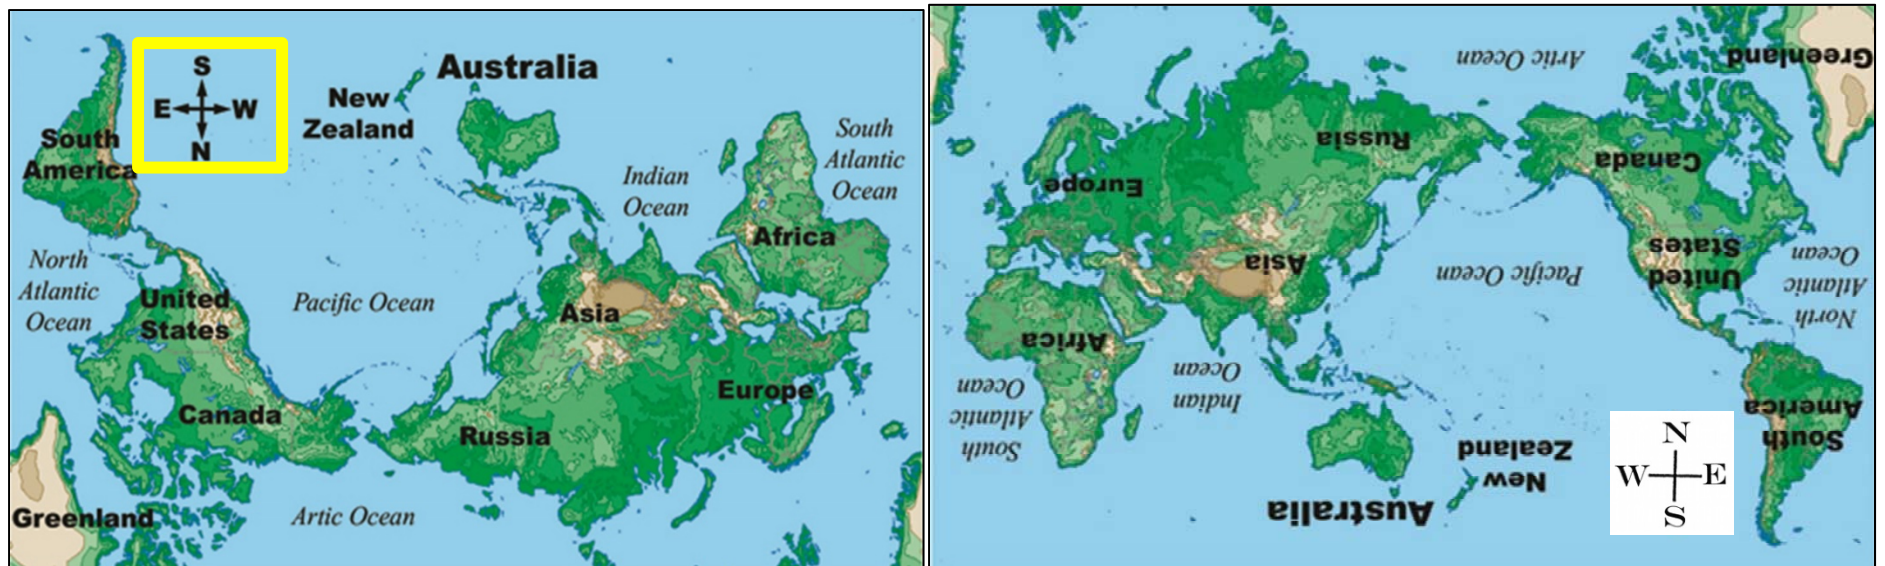 S
E W
N
Australia
New
Zealand
South
America
South
Atlantic
Ocean
Indian
Ocean
Africa
North
Atlantic
Ocean
United
States
Pacific Ocean
Asia
Europe
Canada
Russia
Greenland
Artic Ocean
Artic Ocean
Greenland
Russia
Canada
Europe
Asia
United
States
Pacific Ocean
North
Atlantic
Ocean
Africa
Indian
Ocean
South
Atlantic
Ocean
South
America
New
Zealand
Australia
N
W E
S